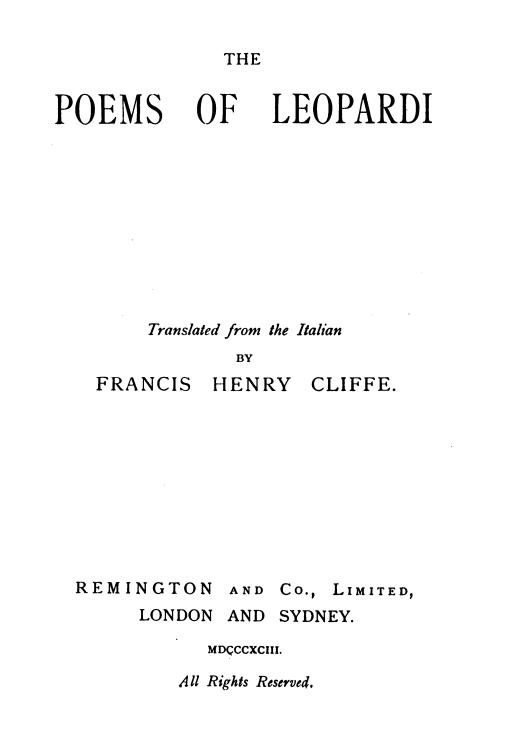 THE
POEMS OF LEOPARDI
Translated from the Italian
BY
FRANCIS HENRY CLIFFE.
REMINGTON AND CO., LIMITED,
LONDON AND SYDNEY.
MDCCCXCIII.
All Rights Reserved.